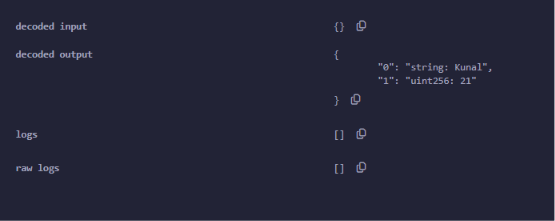 decoded input {}
decoded output {
"0": "string: Kunal",
"1": "uint256: 21"
}
logs []
raw logs []